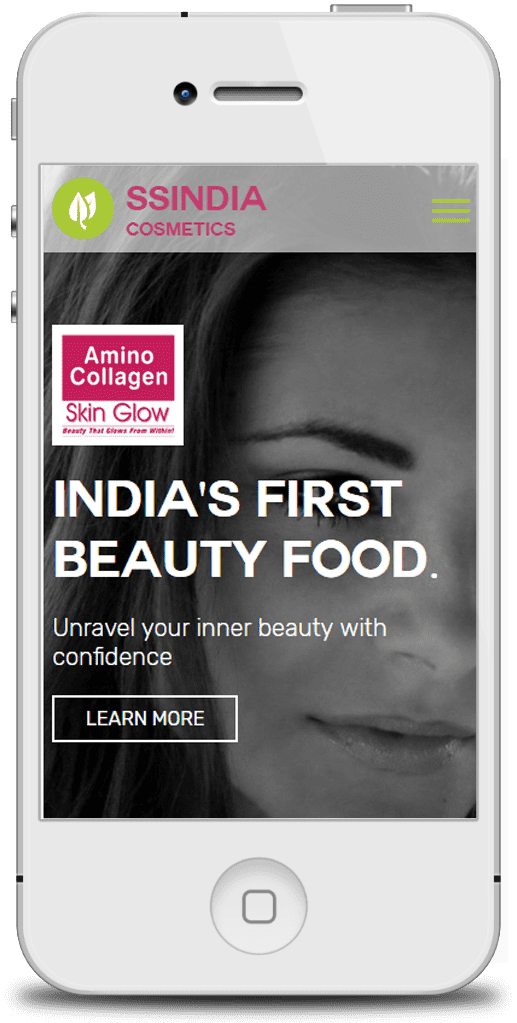 SSINDIA
COSMETICS
Amino
Collagen
Skin Glow
Beauty That Glows From Within!
INDIA'S FIRST
BEAUTY FOOD.
Unravel your inner beauty with
confidence
LEARN MORE